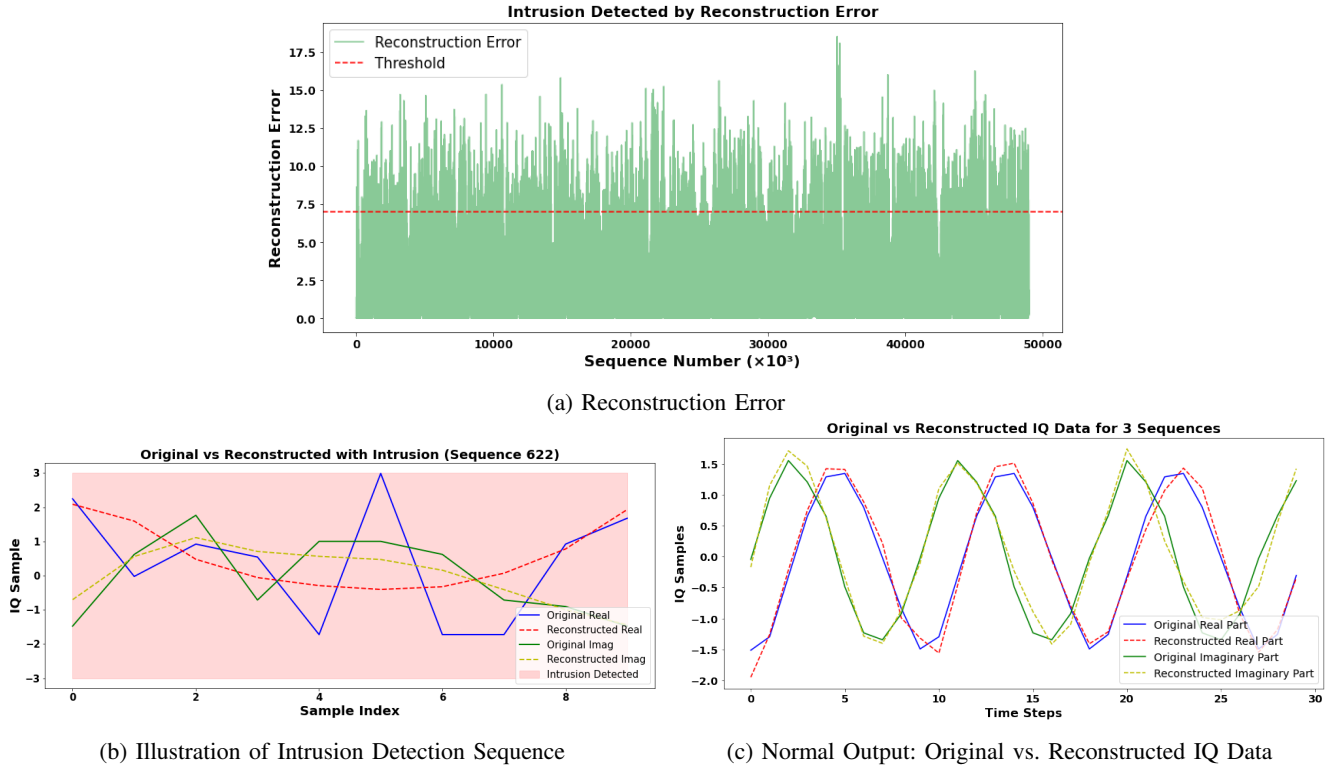 Intrusion Detected by Reconstruction Error
Reconstruction Error
Threshold
Reconstruction Error
17.5
15.0
12.5
10.0
7.5
5.0
2.5
0.0
0 10000 20000 30000 40000 50000
Sequence Number (×10³)
(a) Reconstruction Error
Original vs Reconstructed with Intrusion (Sequence 622)
IQ Sample
3
2
1
0
−1
−2
−3
Original Real
Reconstructed Real
Original Imag
Reconstructed Imag
Intrusion Detected
0 2 4 6 8
Sample Index
(b) Illustration of Intrusion Detection Sequence
Original vs Reconstructed IQ Data for 3 Sequences
IQ Samples
1.5
1.0
0.5
0.0
−0.5
−1.0
−1.5
−2.0
Original Real Part
Reconstructed Real Part
Original Imaginary Part
Reconstructed Imaginary Part
0 5 10 15 20 25 30
Time Steps
(c) Normal Output: Original vs. Reconstructed IQ Data